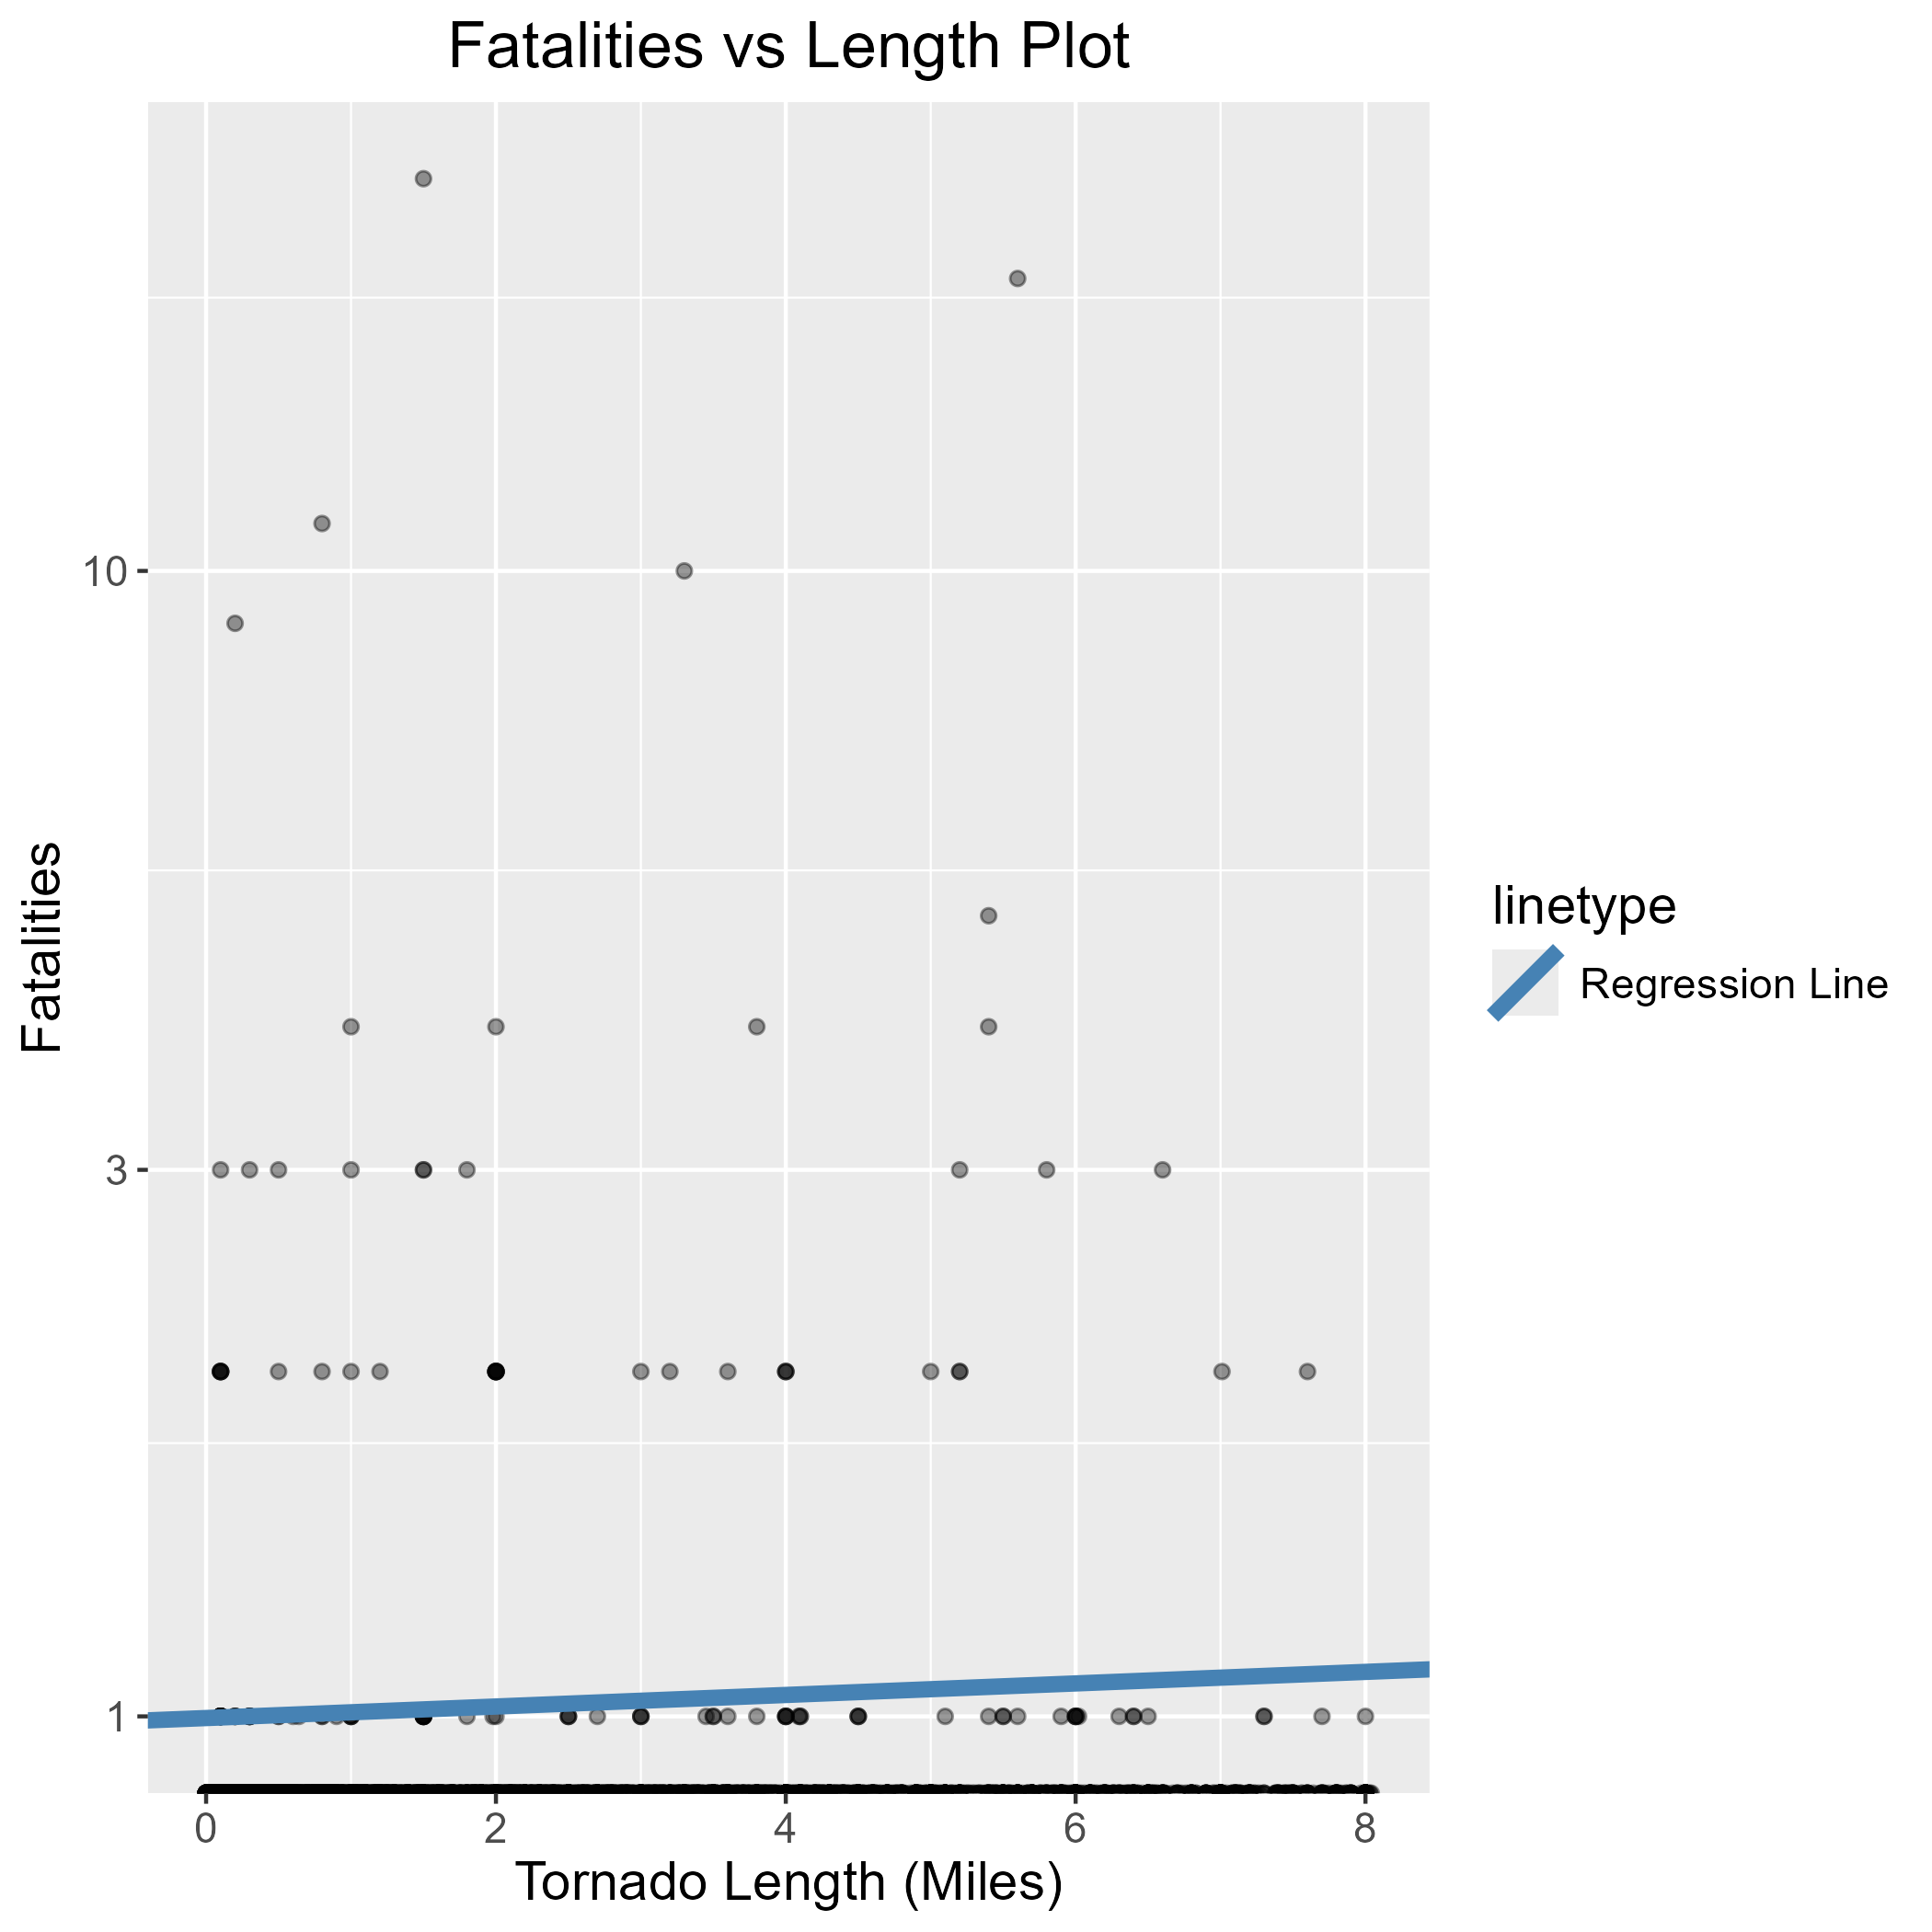 Fatalities vs Length Plot
Fatalities
10
3
1
0 2 4 6 8
Tornado Length (Miles)
linetype
Regression Line